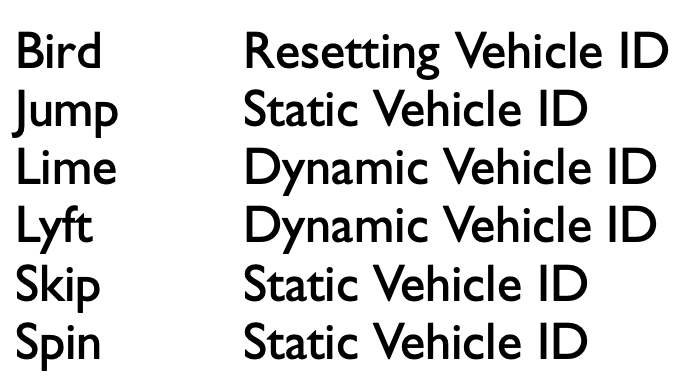 Bird Resetting Vehicle ID
Jump Static Vehicle ID
Lime Dynamic Vehicle ID
Lyft Dynamic Vehicle ID
Skip Static Vehicle ID
Spin Static Vehicle ID